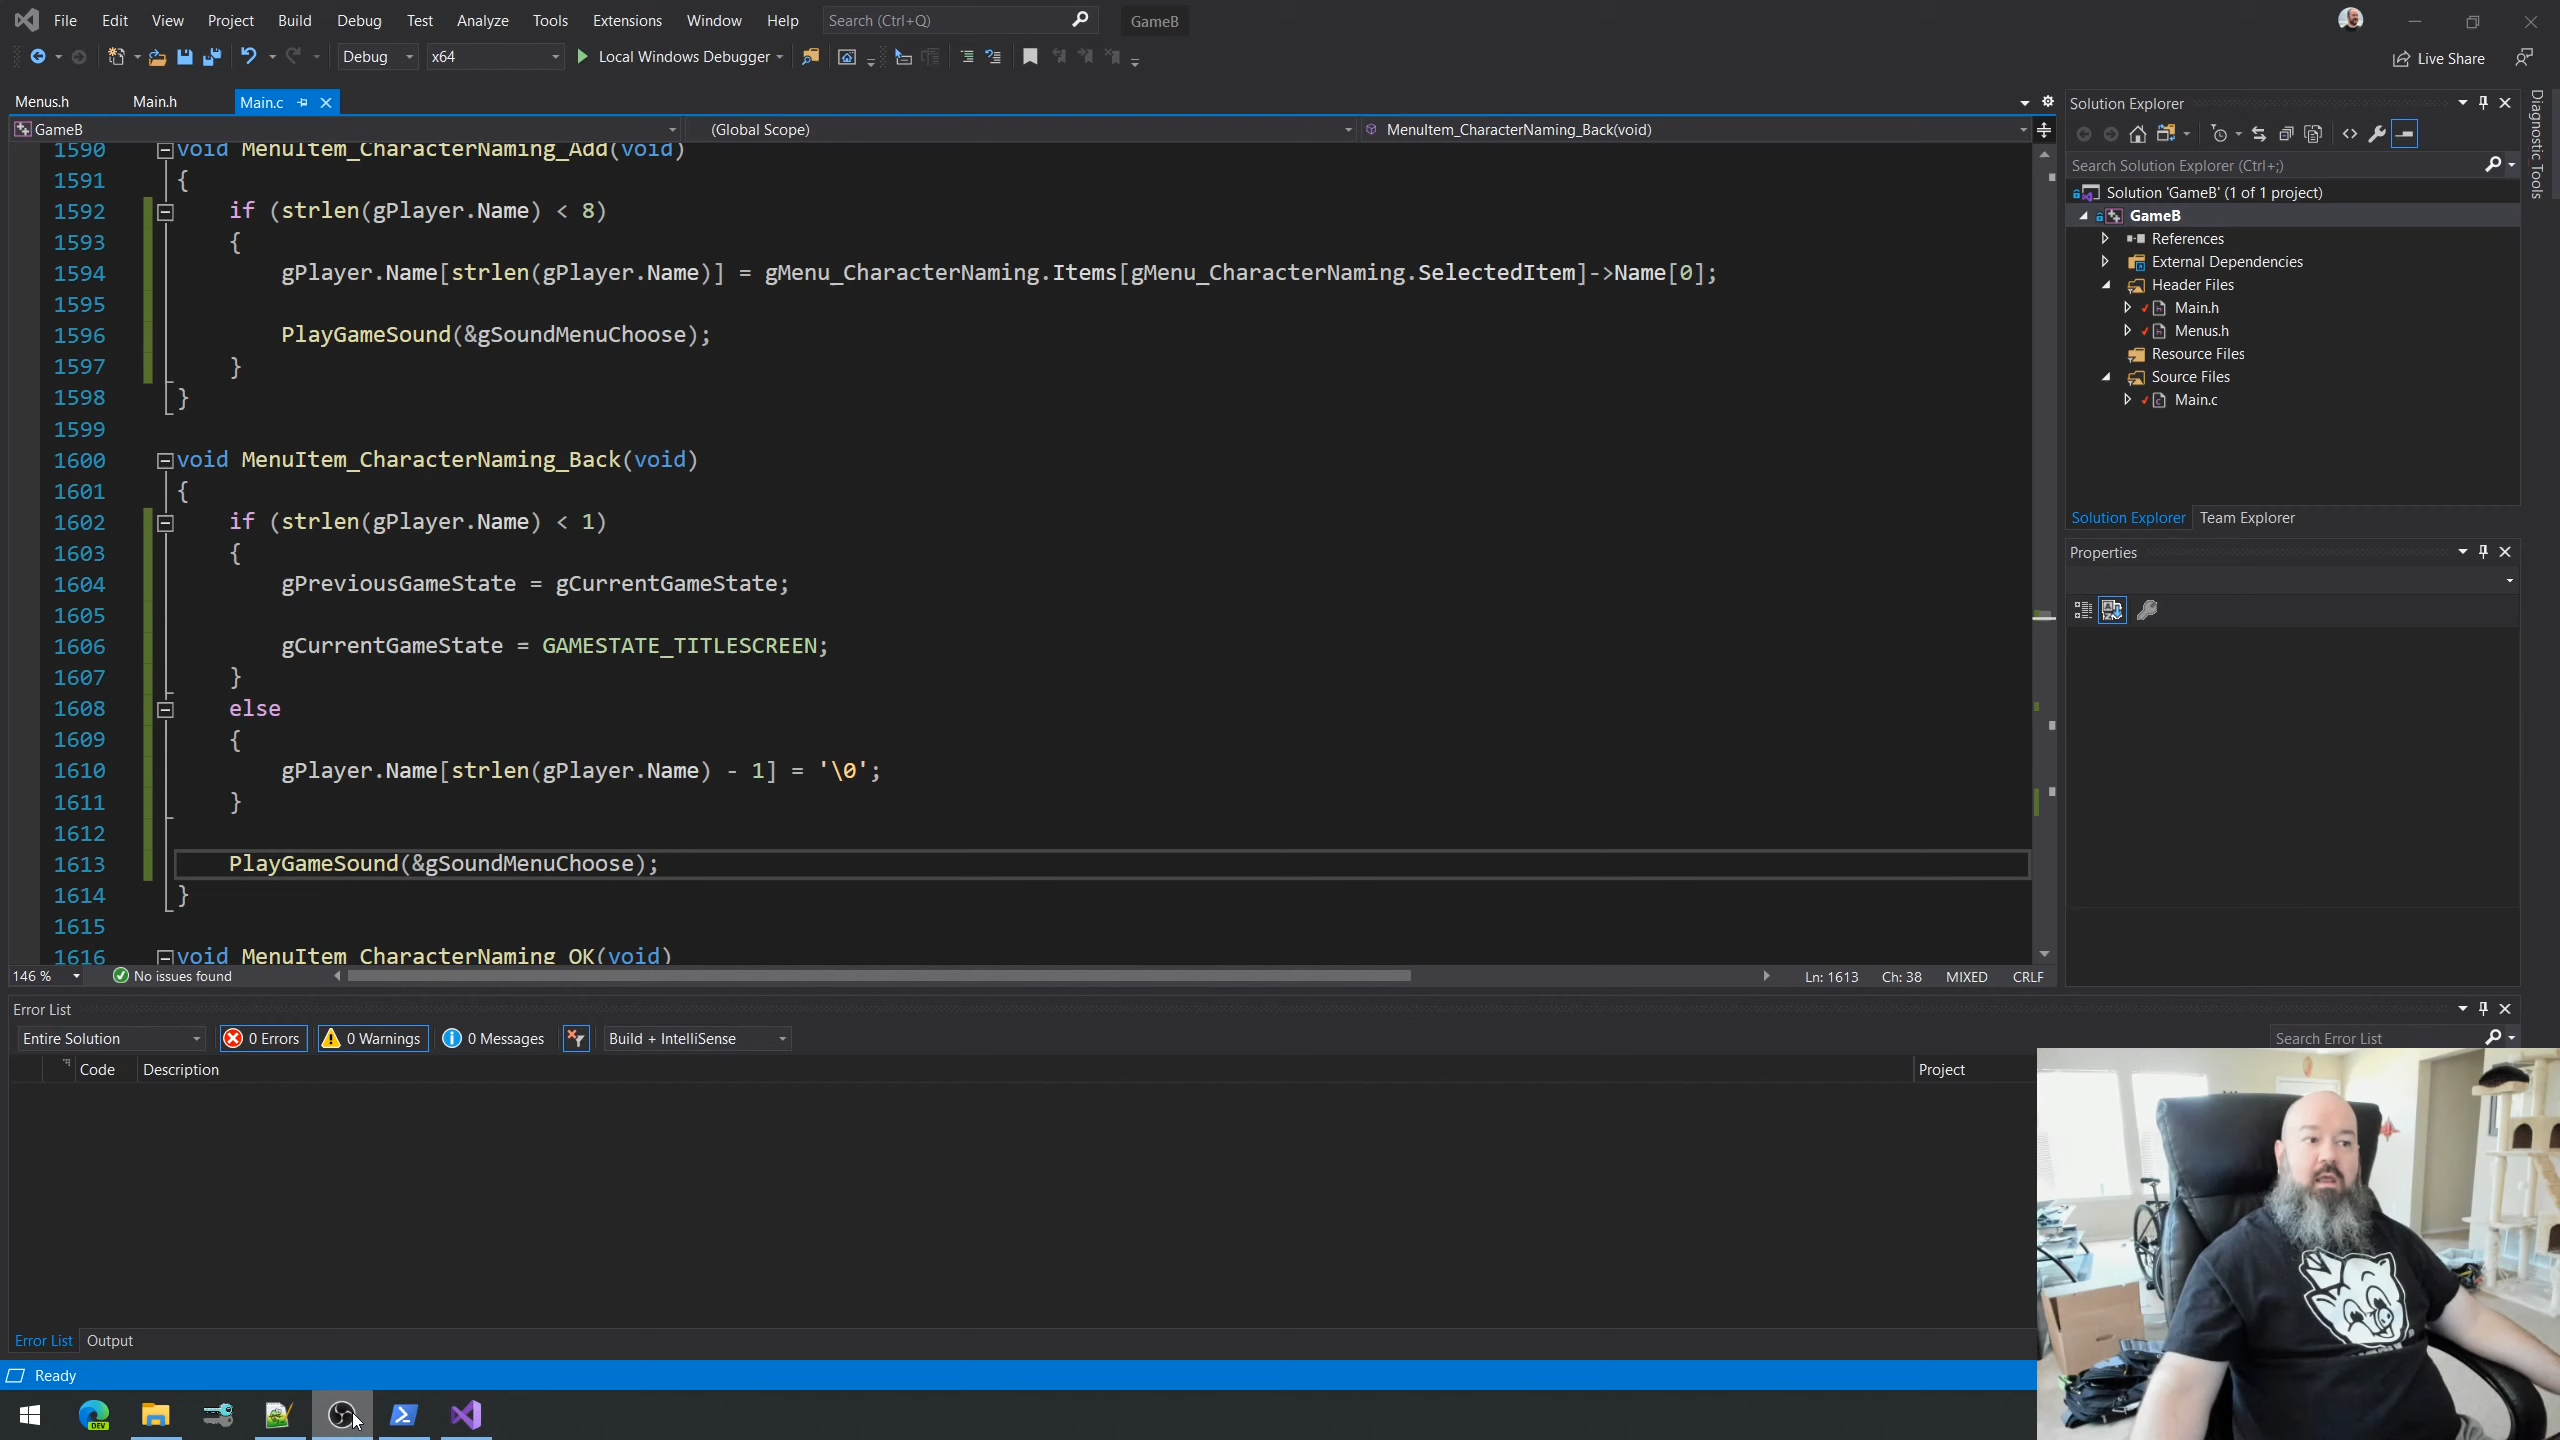 File Edit View Project Build Debug Test Analyze Tools Extensions Window Help Search (Ctrl+Q) GameB
Debug x64 Local Windows Debugger Live Share
Menus.h Main.h Main.c
GameB (Global Scope) MenuItem_CharacterNaming_Back(void)
1590 void MenuItem_CharacterNaming_Add(void)
1591 {
1592 if (strlen(gPlayer.Name) < 8)
1593 {
1594 gPlayer.Name[strlen(gPlayer.Name)] = gMenu_CharacterNaming.Items[gMenu_CharacterNaming.SelectedItem]->Name[0];
1595
1596 PlayGameSound(&gSoundMenuChoose);
1597 }
1598 }
1599
1600 void MenuItem_CharacterNaming_Back(void)
1601 {
1602 if (strlen(gPlayer.Name) < 1)
1603 {
1604 gPreviousGameState = gCurrentGameState;
1605
1606 gCurrentGameState = GAMESTATE_TITLESCREEN;
1607 }
1608 else
1609 {
1610 gPlayer.Name[strlen(gPlayer.Name) - 1] = '\0';
1611 }
1612
1613 PlayGameSound(&gSoundMenuChoose);
1614 }
1615
1616 void MenuItem_CharacterNaming_OK(void)
146 % No issues found Ln: 1613 Ch: 38 MIXED CRLF
Solution Explorer
Search Solution Explorer (Ctrl+;)
Solution 'GameB' (1 of 1 project)
GameB
References
External Dependencies
Header Files
Main.h
Menus.h
Resource Files
Source Files
Main.c
Solution Explorer Team Explorer
Properties
Diagnostic Tools
Error List
Entire Solution 0 Errors 0 Warnings 0 Messages Build + IntelliSense Search Error List
Code Description Project
Error List Output
Ready
DEV